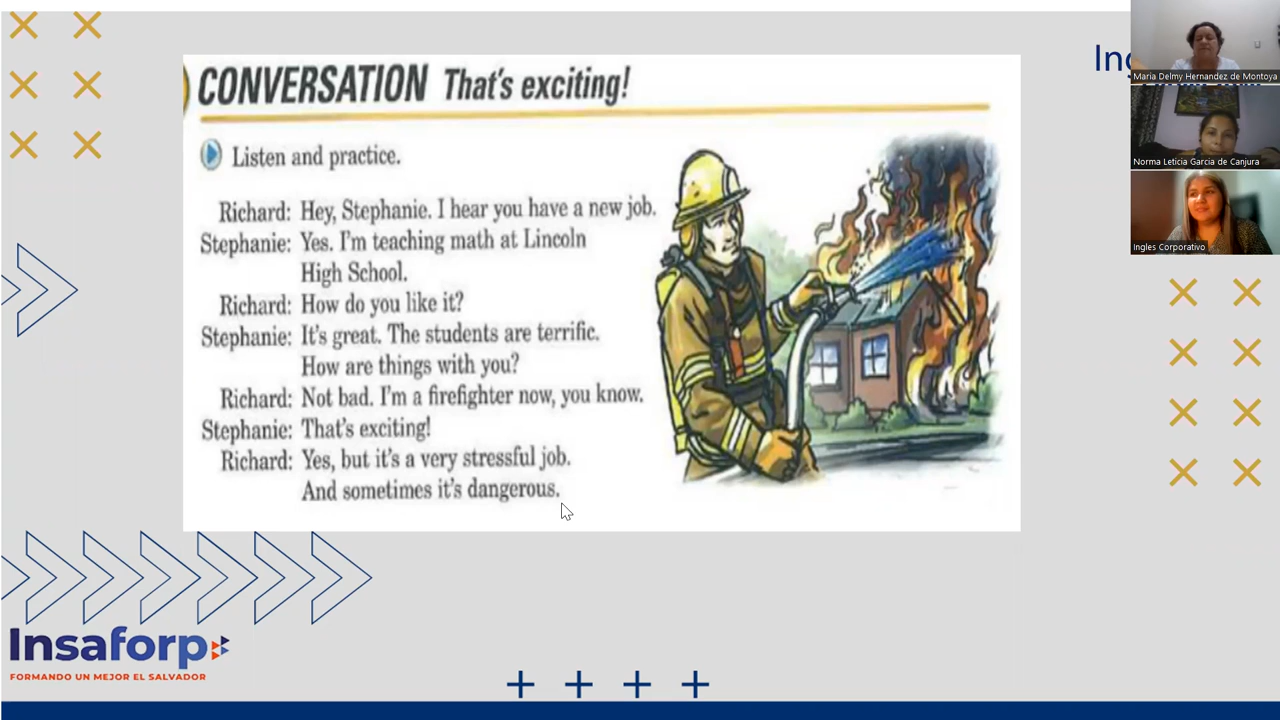 CONVERSATION That's exciting!
Listen and practice.
Richard: Hey, Stephanie. I hear you have a new job.
Stephanie: Yes. I'm teaching math at Lincoln
High School.
Richard: How do you like it?
Stephanie: It's great. The students are terrific.
How are things with you?
Richard: Not bad. I'm a firefighter now, you know.
Stephanie: That's exciting!
Richard: Yes, but it's a very stressful job.
And sometimes it's dangerous.
Maria Delmy Hernandez de Montoya
Norma Leticia Garcia de Canjura
Ingles Corporativo
Insaforp
FORMANDO UN MEJOR EL SALVADOR